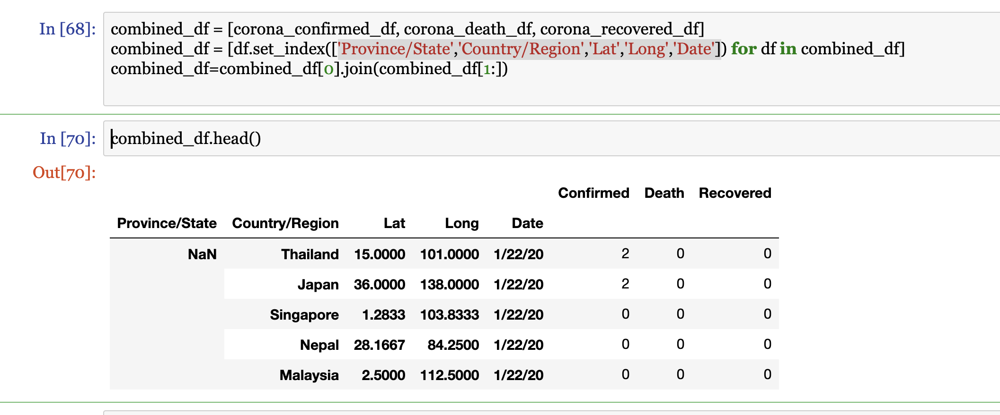 In [68]:
combined_df = [corona_confirmed_df, corona_death_df, corona_recovered_df]
combined_df = [df.set_index(['Province/State','Country/Region','Lat','Long','Date']) for df in combined_df]
combined_df=combined_df[0].join(combined_df[1:])
In [70]:
combined_df.head()
Out[70]:
Confirmed Death Recovered
Province/State Country/Region Lat Long Date
NaN Thailand 15.0000 101.0000 1/22/20 2 0 0
Japan 36.0000 138.0000 1/22/20 2 0 0
Singapore 1.2833 103.8333 1/22/20 0 0 0
Nepal 28.1667 84.2500 1/22/20 0 0 0
Malaysia 2.5000 112.5000 1/22/20 0 0 0